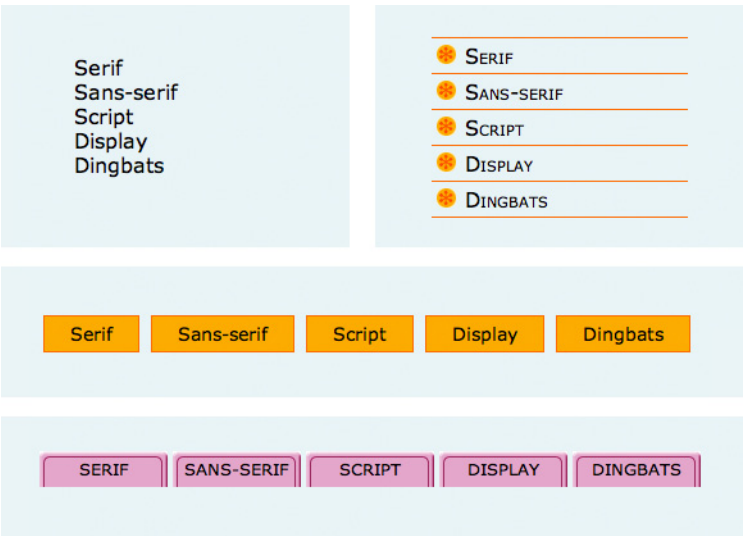 Serif
Sans-serif
Script
Display
Dingbats
Serif
Sans-serif
Script
Display
Dingbats
Serif Sans-serif Script Display Dingbats
SERIF SANS-SERIF SCRIPT DISPLAY DINGBATS